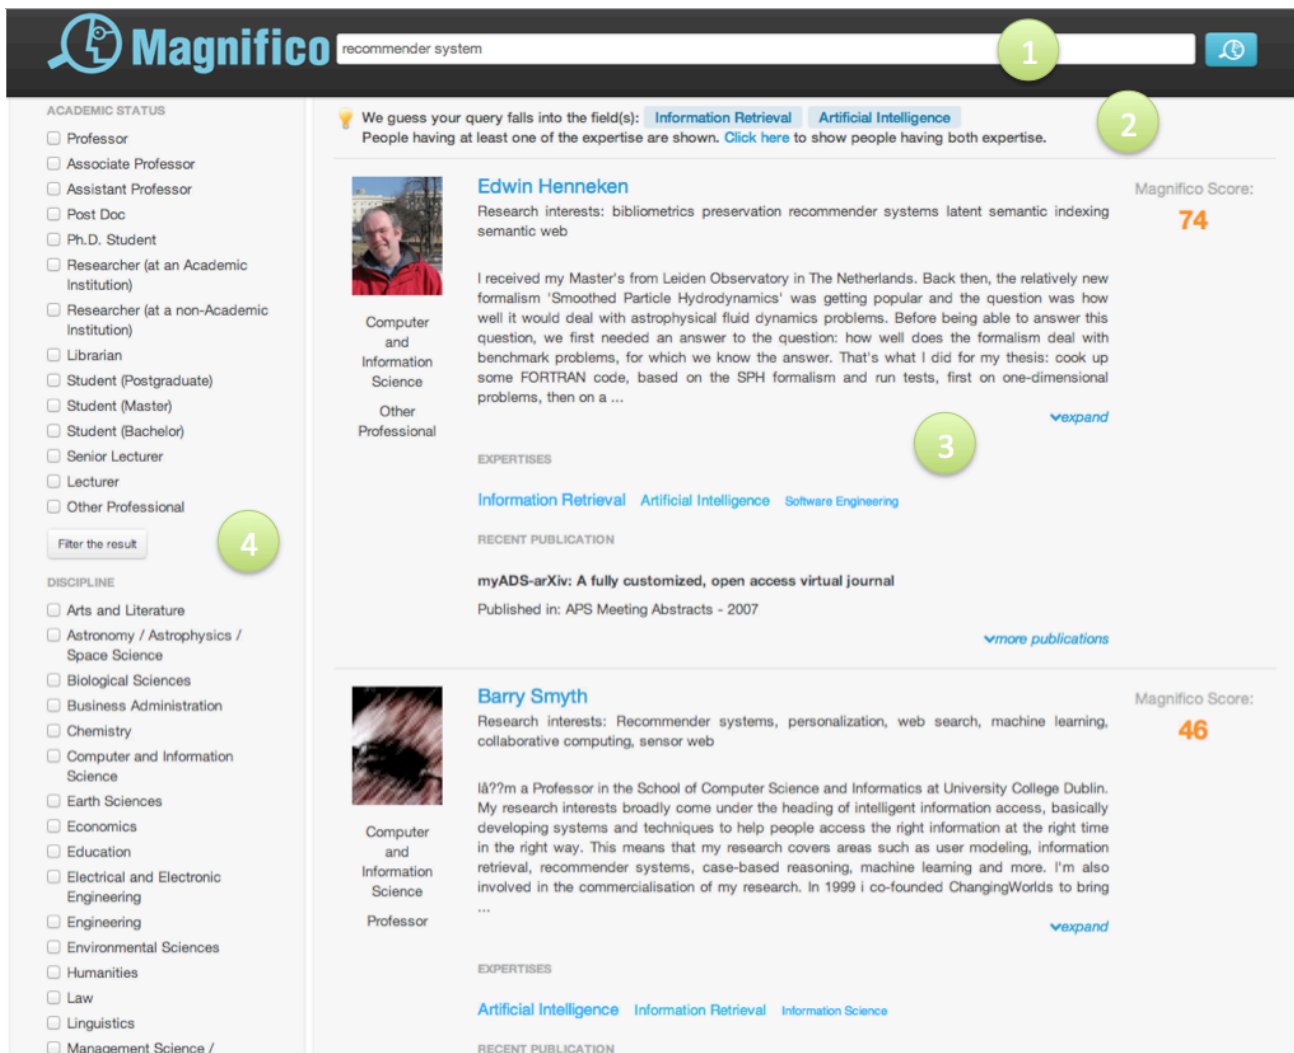 Magnifico
recommender system
1
2
ACADEMIC STATUS
Professor
Associate Professor
Assistant Professor
Post Doc
Ph.D. Student
Researcher (at an Academic
Institution)
Researcher (at a non-Academic
Institution)
Librarian
Student (Postgraduate)
Student (Master)
Student (Bachelor)
Senior Lecturer
Lecturer
Other Professional
Filter the result
4
DISCIPLINE
Arts and Literature
Astronomy / Astrophysics /
Space Science
Biological Sciences
Business Administration
Chemistry
Computer and Information
Science
Earth Sciences
Economics
Education
Electrical and Electronic
Engineering
Engineering
Environmental Sciences
Humanities
Law
Linguistics
Management Science /
We guess your query falls into the field(s): Information Retrieval Artificial Intelligence
People having at least one of the expertise are shown. Click here to show people having both expertise.
Edwin Henneken
Research interests: bibliometrics preservation recommender systems latent semantic indexing
semantic web
I received my Master's from Leiden Observatory in The Netherlands. Back then, the relatively new
formalism 'Smoothed Particle Hydrodynamics' was getting popular and the question was how
well it would deal with astrophysical fluid dynamics problems. Before being able to answer this
question, we first needed an answer to the question: how well does the formalism deal with
benchmark problems, for which we know the answer. That's what I did for my thesis: cook up
some FORTRAN code, based on the SPH formalism and run tests, first on one-dimensional
problems, then on a ...
expand
3
Computer
and
Information
Science
Other
Professional
EXPERTISES
Information Retrieval Artificial Intelligence Software Engineering
RECENT PUBLICATION
myADS-arXiv: A fully customized, open access virtual journal
Published in: APS Meeting Abstracts - 2007
more publications
Magnifico Score:
74
Barry Smyth
Research interests: Recommender systems, personalization, web search, machine learning,
collaborative computing, sensor web
Iâ??m a Professor in the School of Computer Science and Informatics at University College Dublin.
My research interests broadly come under the heading of intelligent information access, basically
developing systems and techniques to help people access the right information at the right time
in the right way. This means that my research covers areas such as user modeling, information
retrieval, recommender systems, case-based reasoning, machine learning and more. I'm also
involved in the commercialisation of my research. In 1999 i co-founded ChangingWorlds to bring
...
expand
Computer
and
Information
Science
Professor
EXPERTISES
Artificial Intelligence Information Retrieval Information Science
RECENT PUBLICATION
Magnifico Score:
46